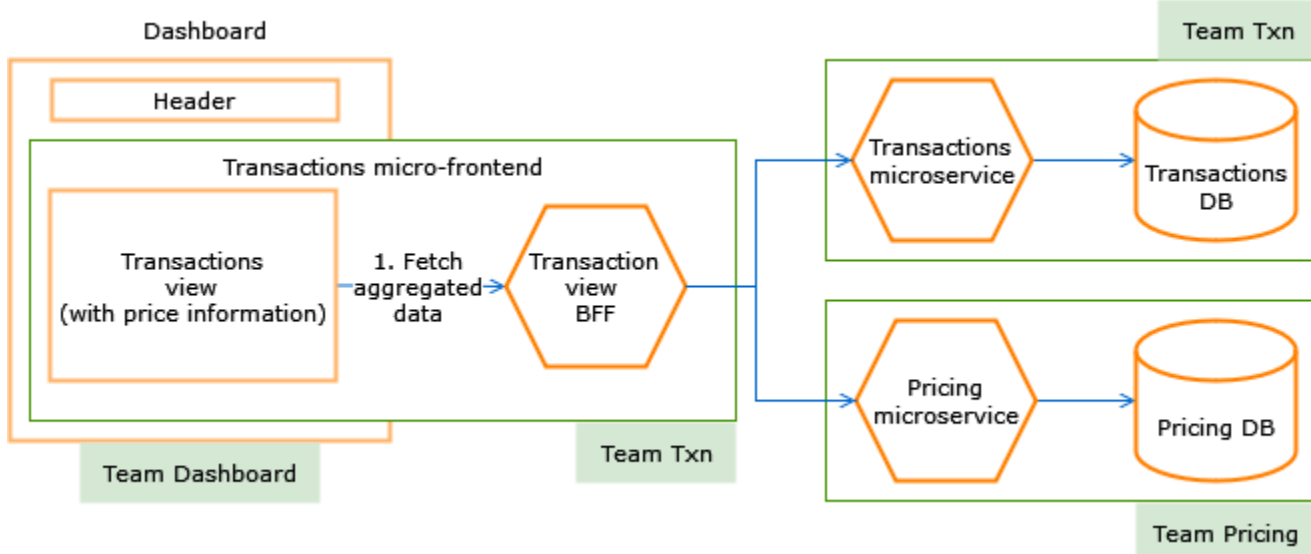 Dashboard
Header
Transactions micro-frontend
Transactions
view
(with price information)
1. Fetch
aggregated
data
Transaction
view
BFF
Team Dashboard
Team Txn
Team Txn
Transactions
microservice
Transactions
DB
Pricing
microservice
Pricing DB
Team Pricing